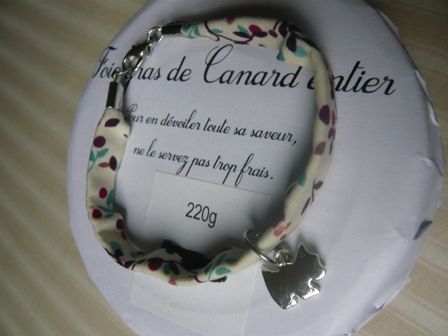 Foie gras de Canard entier
Pour en dévoiler toute sa saveur,
ne le servez pas trop frais.
220g